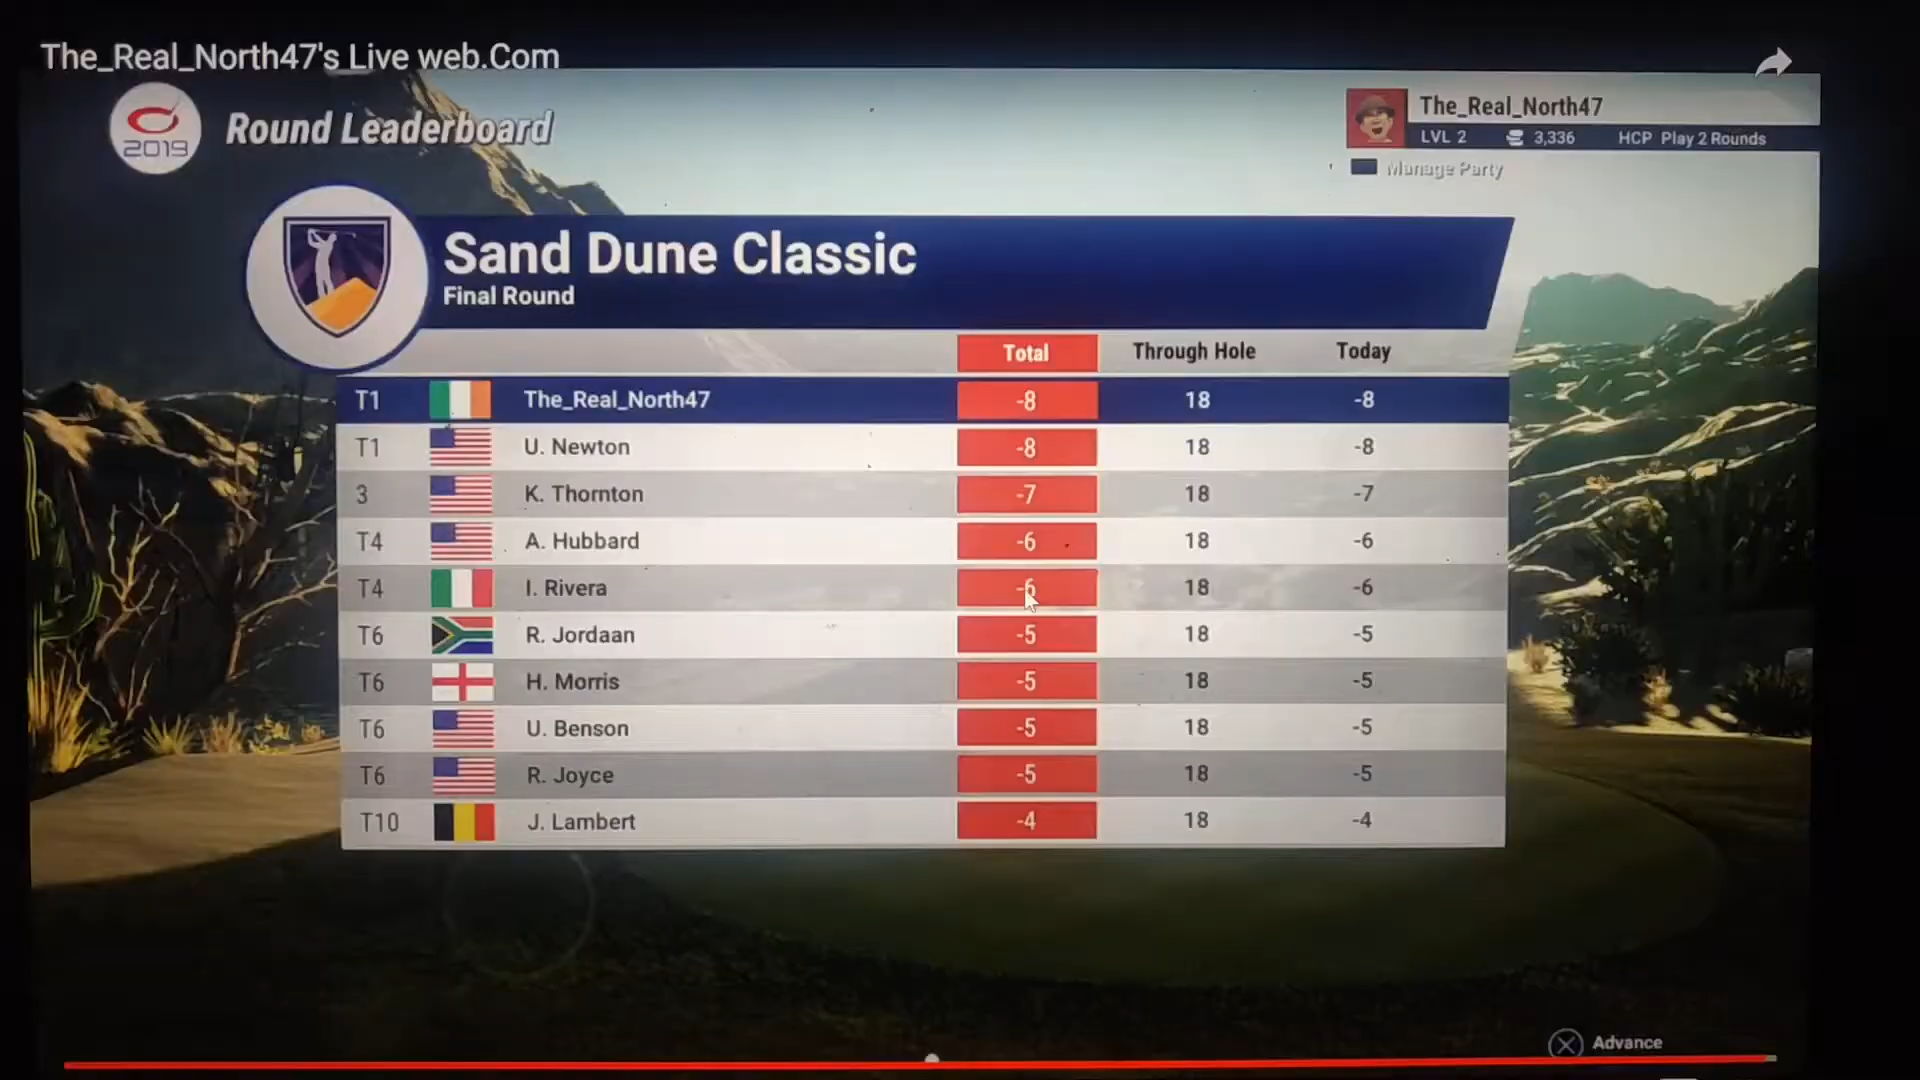 The_Real_North47's Live web.Com
2019
Round Leaderboard
The_Real_North47
LVL 2 3,336 HCP Play 2 Rounds
Manage Party
Sand Dune Classic
Final Round
Total Through Hole Today
T1 The_Real_North47 -8 18 -8
T1 U. Newton -8 18 -8
3 K. Thornton -7 18 -7
T4 A. Hubbard -6 18 -6
T4 I. Rivera -6 18 -6
T6 R. Jordaan -5 18 -5
T6 H. Morris -5 18 -5
T6 U. Benson -5 18 -5
T6 R. Joyce -5 18 -5
T10 J. Lambert -4 18 -4
Advance